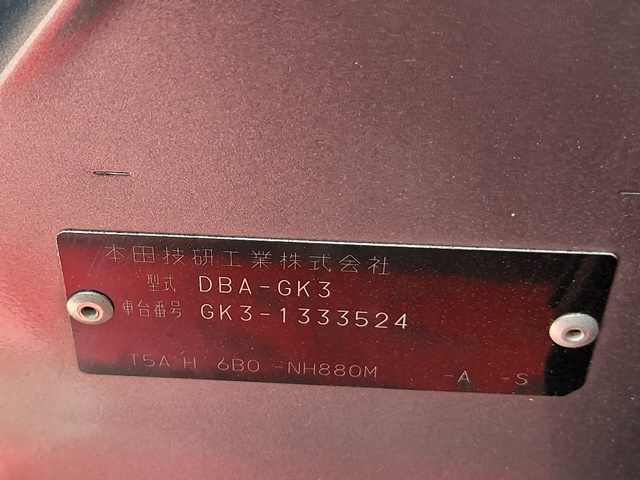 本田技研工業株式会社
型式 DBA-GK3
車台番号 GK3-1333524
T5A H 6B0 -NH880M -A -S